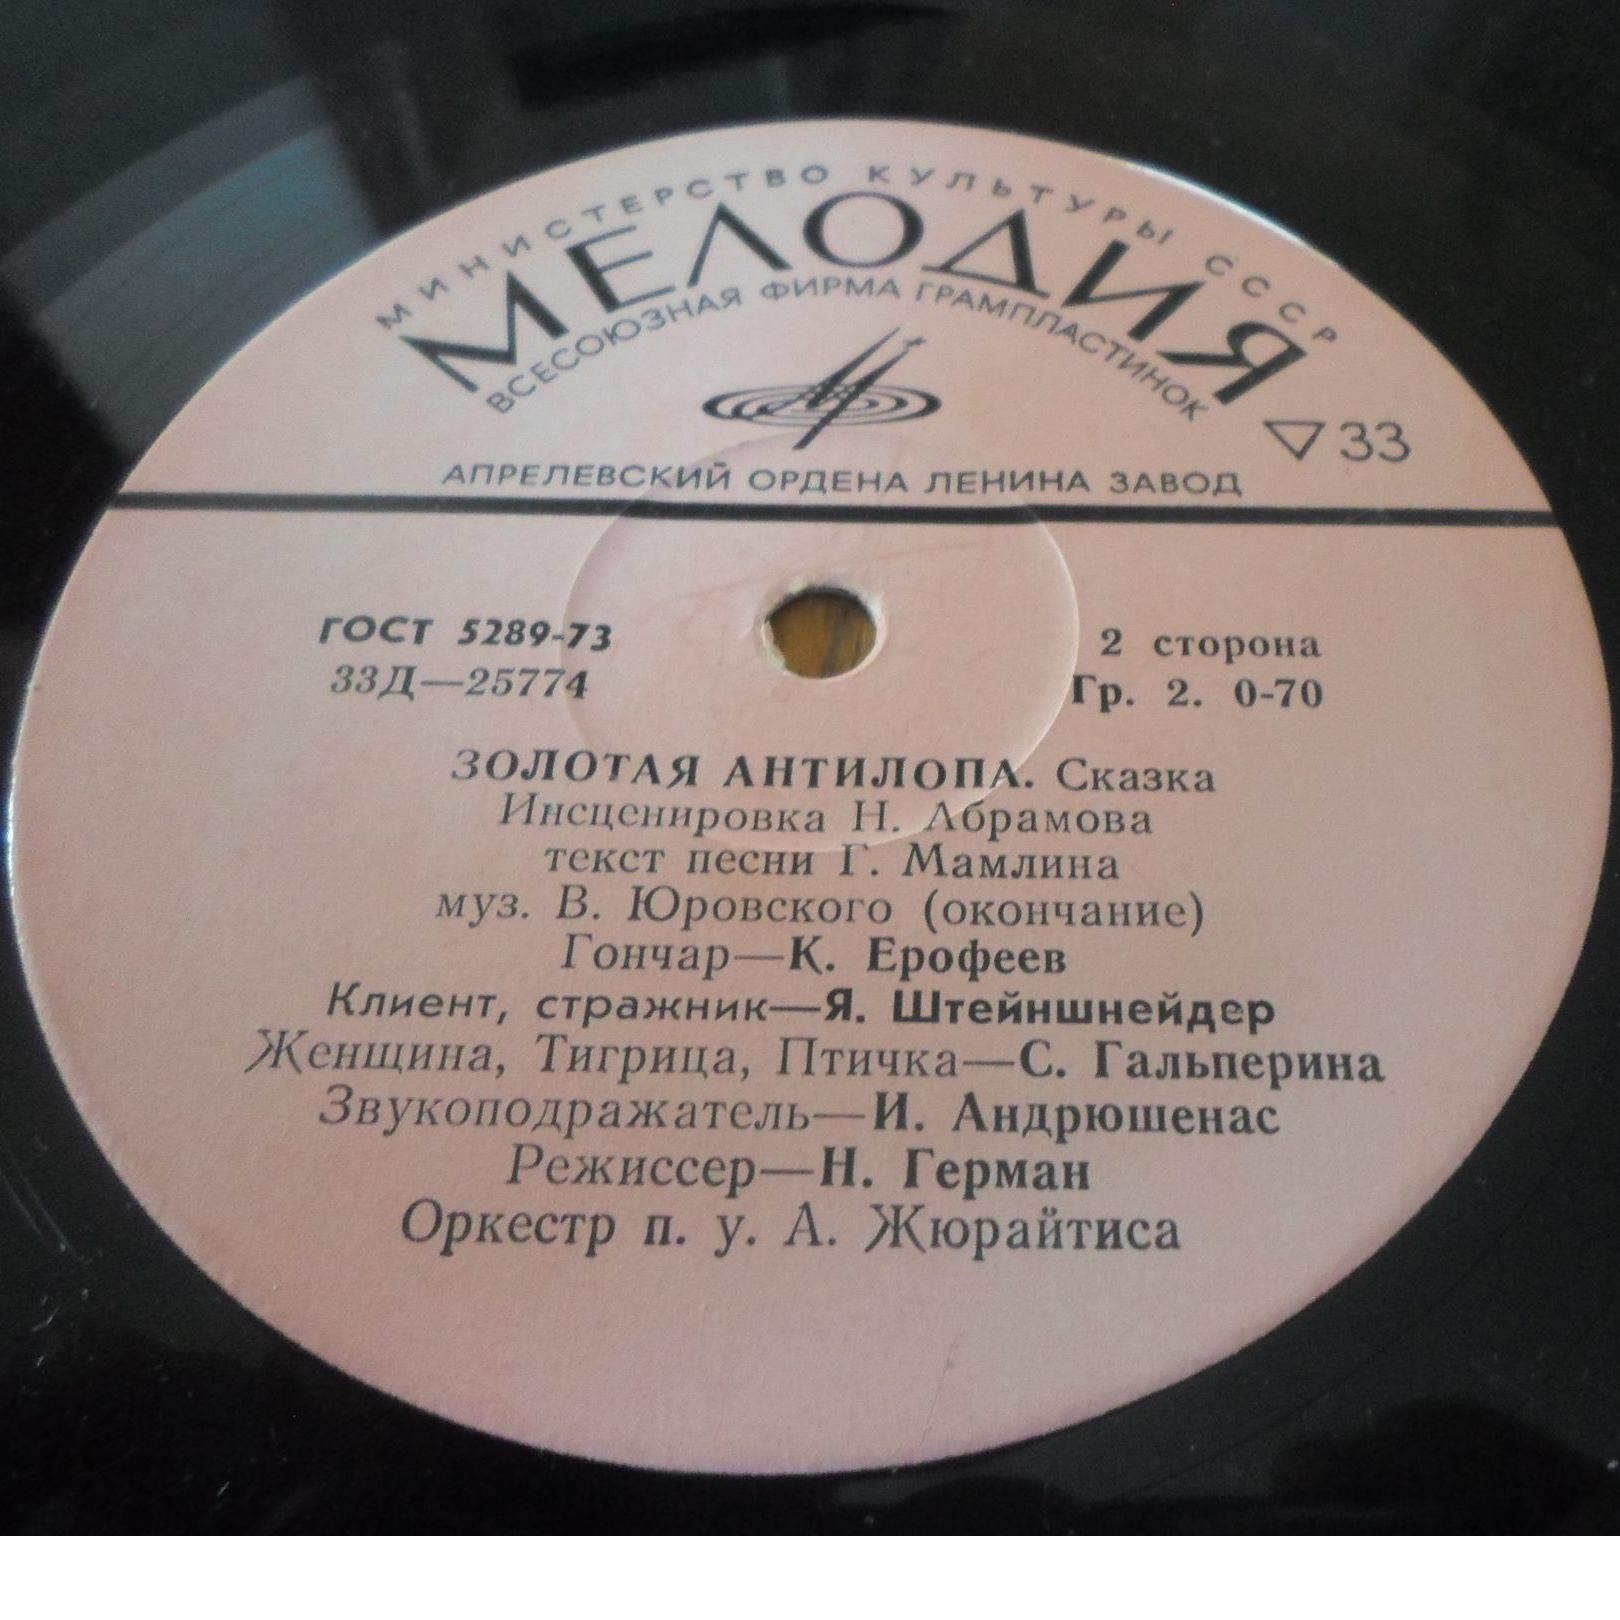 МИНИСТЕРСТВО КУЛЬТУРЫ СССР
МЕЛОДИЯ
ВСЕСОЮЗНАЯ ФИРМА ГРАМПЛАСТИНОК
33
АПРЕЛЕВСКИЙ ОРДЕНА ЛЕНИНА ЗАВОД
ГОСТ 5289-73
33Д—25774
2 сторона
Гр. 2. 0-70
ЗОЛОТАЯ АНТИЛОПА. Сказка
Инсценировка Н. Абрамова
текст песни Г. Мамлина
муз. В. Юровского (окончание)
Гончар—К. Ерофеев
Клиент, стражник—Я. Штейншнейдер
Женщина, Тигрица, Птичка—С. Гальперина
Звукоподражатель—И. Андрюшенас
Режиссер—Н. Герман
Оркестр п. у. А. Жюрайтиса